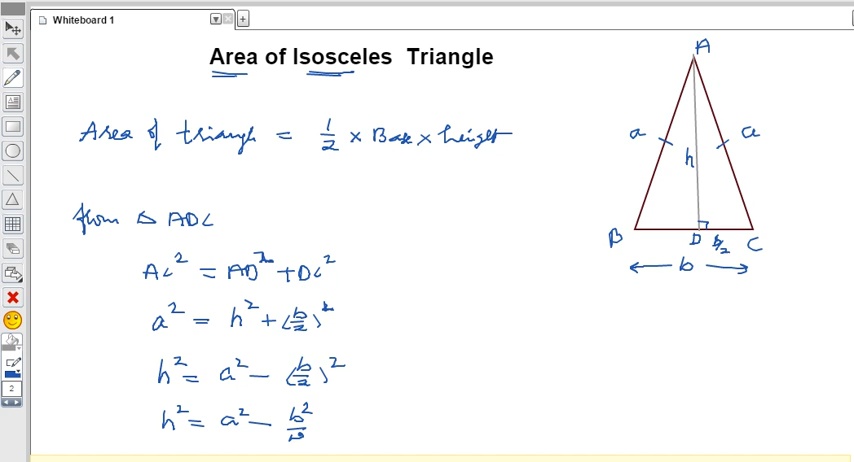 Whiteboard 1
Area of Isosceles Triangle
Area of triangle = 1/2 × Base × height
from △ ADC
AC² = AD² + DC²
a² = h² + (b/2)²
h² = a² - (b/2)²
h² = a² - b²/
A
a
a
h
B
D
b/2
C
b
2